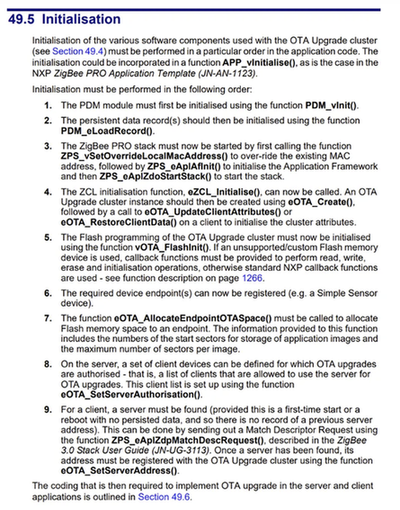 49.5 Initialisation
Initialisation of the various software components used with the OTA Upgrade cluster
(see Section 49.4) must be performed in a particular order in the application code. The
initialisation could be incorporated in a function APP_vInitialise(), as is the case in the
NXP ZigBee PRO Application Template (JN-AN-1123).
Initialisation must be performed in the following order:
1. The PDM module must first be initialised using the function PDM_vInit().
2. The persistent data record(s) should then be initialised using the function
PDM_eLoadRecord().
3. The ZigBee PRO stack must now be started by first calling the function
ZPS_vSetOverrideLocalMacAddress() to over-ride the existing MAC
address, followed by ZPS_eAplAfInit() to initialise the Application Framework
and then ZPS_eAplZdoStartStack() to start the stack.
4. The ZCL initialisation function, eZCL_Initialise(), can now be called. An OTA
Upgrade cluster instance should then be created using eOTA_Create(),
followed by a call to eOTA_UpdateClientAttributes() or
eOTA_RestoreClientData() on a client to initialise the cluster attributes.
5. The Flash programming of the OTA Upgrade cluster must now be initialised
using the function vOTA_FlashInit(). If an unsupported/custom Flash memory
device is used, callback functions must be provided to perform read, write,
erase and initialisation operations, otherwise standard NXP callback functions
are used - see function description on page 1266.
6. The required device endpoint(s) can now be registered (e.g. a Simple Sensor
device).
7. The function eOTA_AllocateEndpointOTASpace() must be called to allocate
Flash memory space to an endpoint. The information provided to this function
includes the numbers of the start sectors for storage of application images and
the maximum number of sectors per image.
8. On the server, a set of client devices can be defined for which OTA upgrades
are authorised - that is, a list of clients that are allowed to use the server for
OTA upgrades. This client list is set up using the function
eOTA_SetServerAuthorisation().
9. For a client, a server must be found (provided this is a first-time start or a
reboot with no persisted data, and so there is no record of a previous server
address). This can be done by sending out a Match Descriptor Request using
the function ZPS_eAplZdpMatchDescRequest(), described in the ZigBee
3.0 Stack User Guide (JN-UG-3113). Once a server has been found, its
address must be registered with the OTA Upgrade cluster using the function
eOTA_SetServerAddress().
The coding that is then required to implement OTA upgrade in the server and client
applications is outlined in Section 49.6.